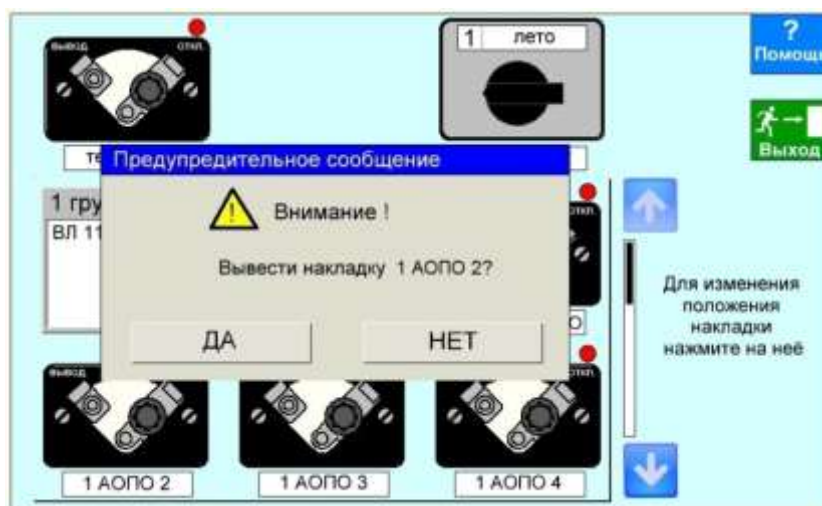 ВЫВОД ОТКЛ.
1 лето
?
Помощь
Выход
Предупредительное сообщение
1 гру
ВЛ 11
Внимание !
Вывести накладку 1 АОПО 2?
ДА НЕТ
Для изменения
положения
накладки
нажмите на неё
ВЫВОД
1 АОПО 2
1 АОПО 3
1 АОПО 4